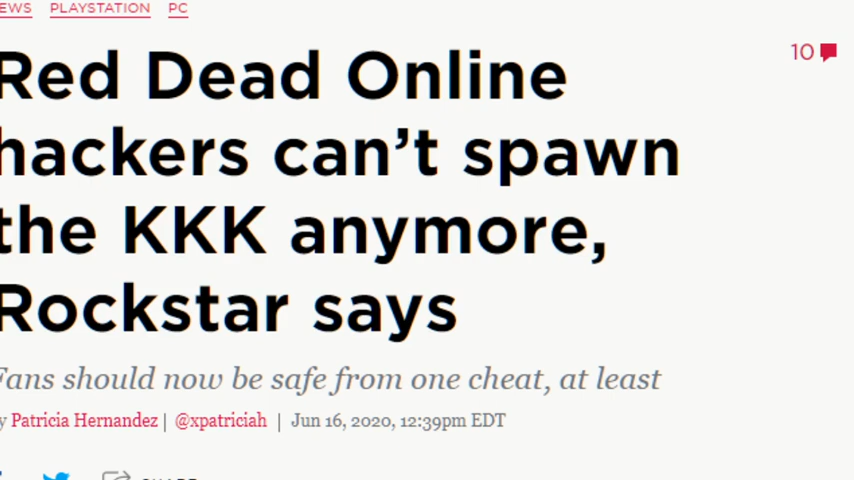 EWS PLAYSTATION PC
10
Red Dead Online
hackers can’t spawn
the KKK anymore,
Rockstar says
Fans should now be safe from one cheat, at least
y Patricia Hernandez | @xpatriciah | Jun 16, 2020, 12:39pm EDT
SHARE